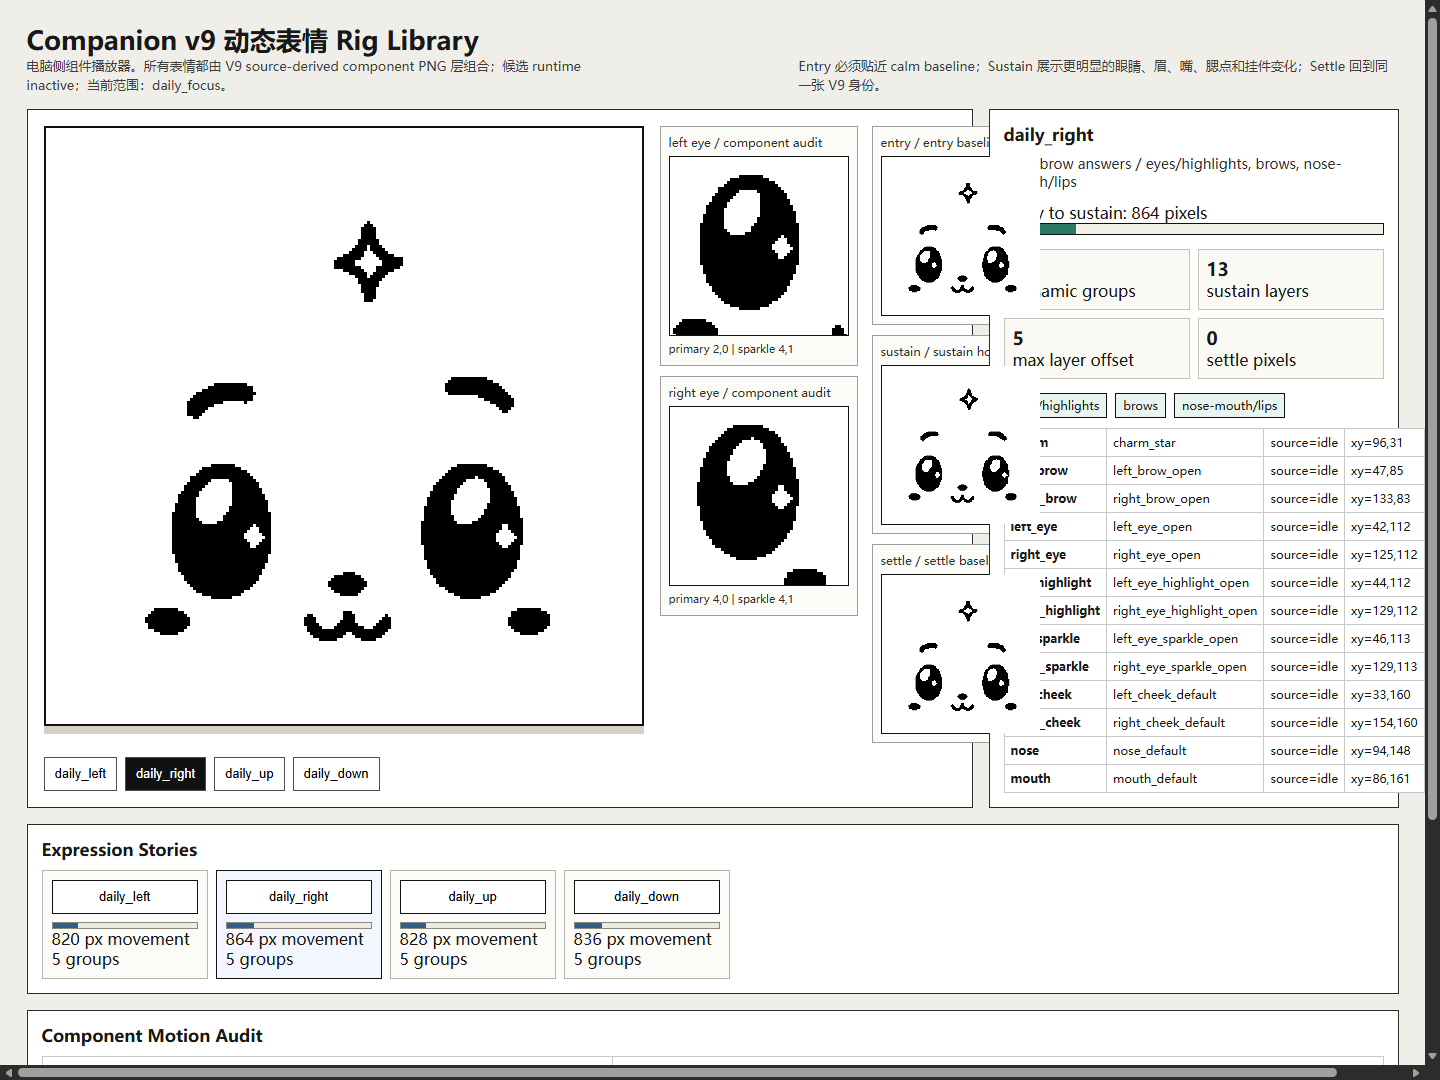 Companion v9 动态表情 Rig Library
电脑侧组件播放器。所有表情都由 V9 source-derived component PNG 层组合；候选 runtime
inactive；当前范围：daily_focus。
Entry 必须贴近 calm baseline；Sustain 展示更明显的眼睛、眉、嘴、腮点和挂件变化；Settle 回到同
一张 V9 身份。
left eye / component audit
primary 2,0 | sparkle 4,1
right eye / component audit
primary 4,0 | sparkle 4,1
entry / entry baseli
sustain / sustain ho
settle / settle basel
daily_left
daily_right
daily_up
daily_down
daily_right
brow answers / eyes/highlights, brows, nose-
h/lips
y to sustain: 864 pixels
amic groups
13
sustain layers
5
max layer offset
0
settle pixels
/highlights
brows
nose-mouth/lips
m charm_star source=idle xy=96,31
brow left_brow_open source=idle xy=47,85
_brow right_brow_open source=idle xy=133,83
left_eye left_eye_open source=idle xy=42,112
right_eye right_eye_open source=idle xy=125,112
highlight left_eye_highlight_open source=idle xy=44,112
_highlight right_eye_highlight_open source=idle xy=129,112
sparkle left_eye_sparkle_open source=idle xy=46,113
_sparkle right_eye_sparkle_open source=idle xy=129,113
cheek left_cheek_default source=idle xy=33,160
_cheek right_cheek_default source=idle xy=154,160
nose nose_default source=idle xy=94,148
mouth mouth_default source=idle xy=86,161
Expression Stories
daily_left
820 px movement
5 groups
daily_right
864 px movement
5 groups
daily_up
828 px movement
5 groups
daily_down
836 px movement
5 groups
Component Motion Audit